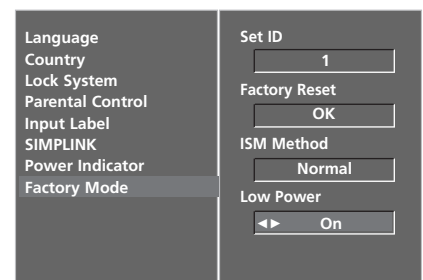 Language
Country
Lock System
Parental Control
Input Label
SIMPLINK
Power Indicator
Factory Mode
Set ID
1
Factory Reset
OK
ISM Method
Normal
Low Power
◄► On